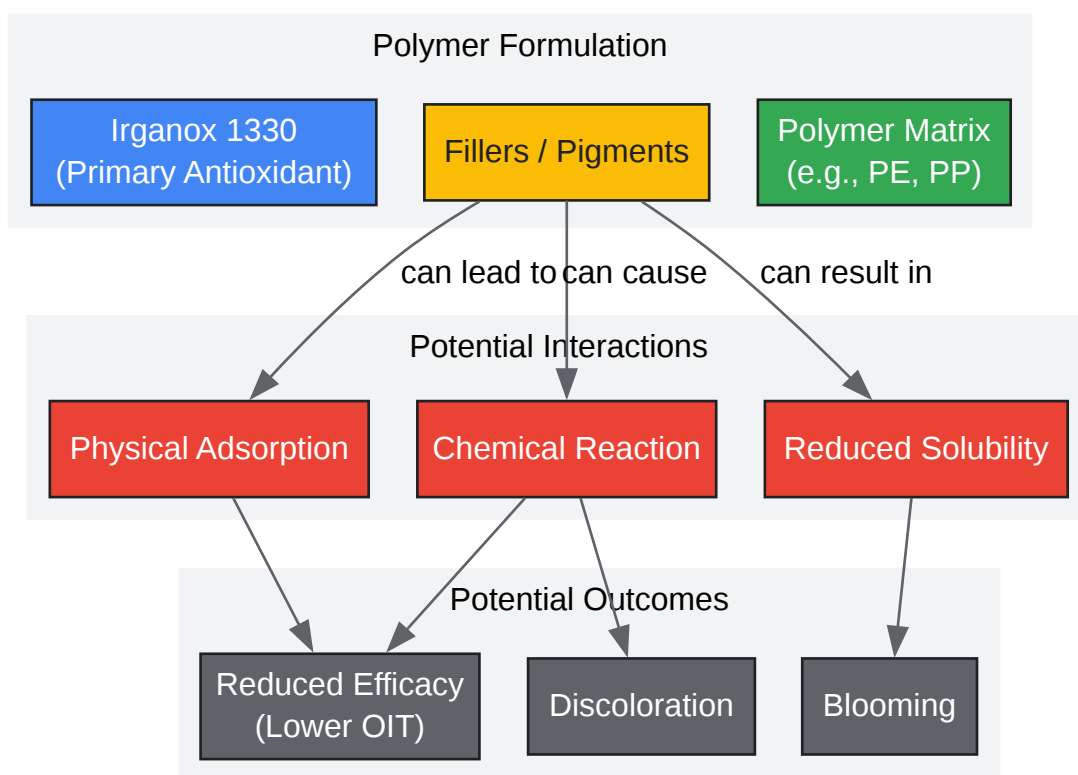 Polymer Formulation
Irganox 1330
(Primary Antioxidant)
Fillers / Pigments
Polymer Matrix
(e.g., PE, PP)
can lead to
can cause
can result in
Potential Interactions
Physical Adsorption
Chemical Reaction
Reduced Solubility
Potential Outcomes
Reduced Efficacy
(Lower OIT)
Discoloration
Blooming